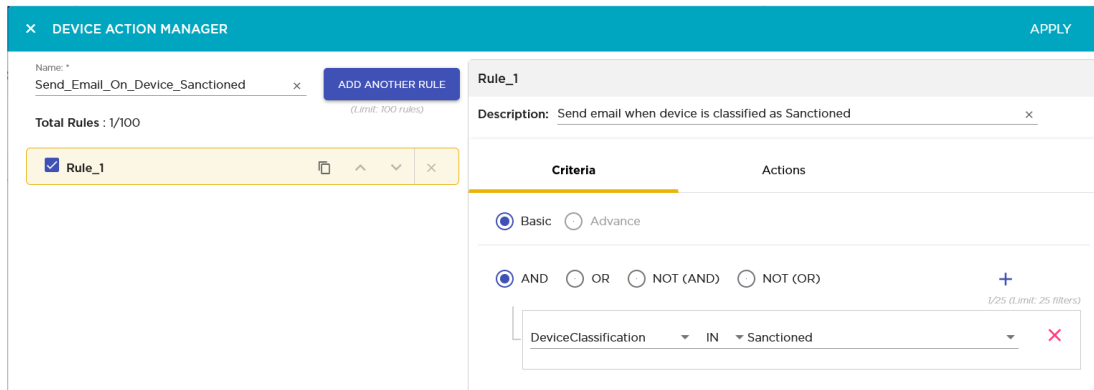 × DEVICE ACTION MANAGER APPLY
Name: *
Send_Email_On_Device_Sanctioned ×
ADD ANOTHER RULE
(Limit: 100 rules)
Total Rules : 1/100
Rule_1
Rule_1
Description: Send email when device is classified as Sanctioned ×
Criteria Actions
Basic Advance
AND OR NOT (AND) NOT (OR) +
1/25 (Limit: 25 filters)
DeviceClassification IN Sanctioned